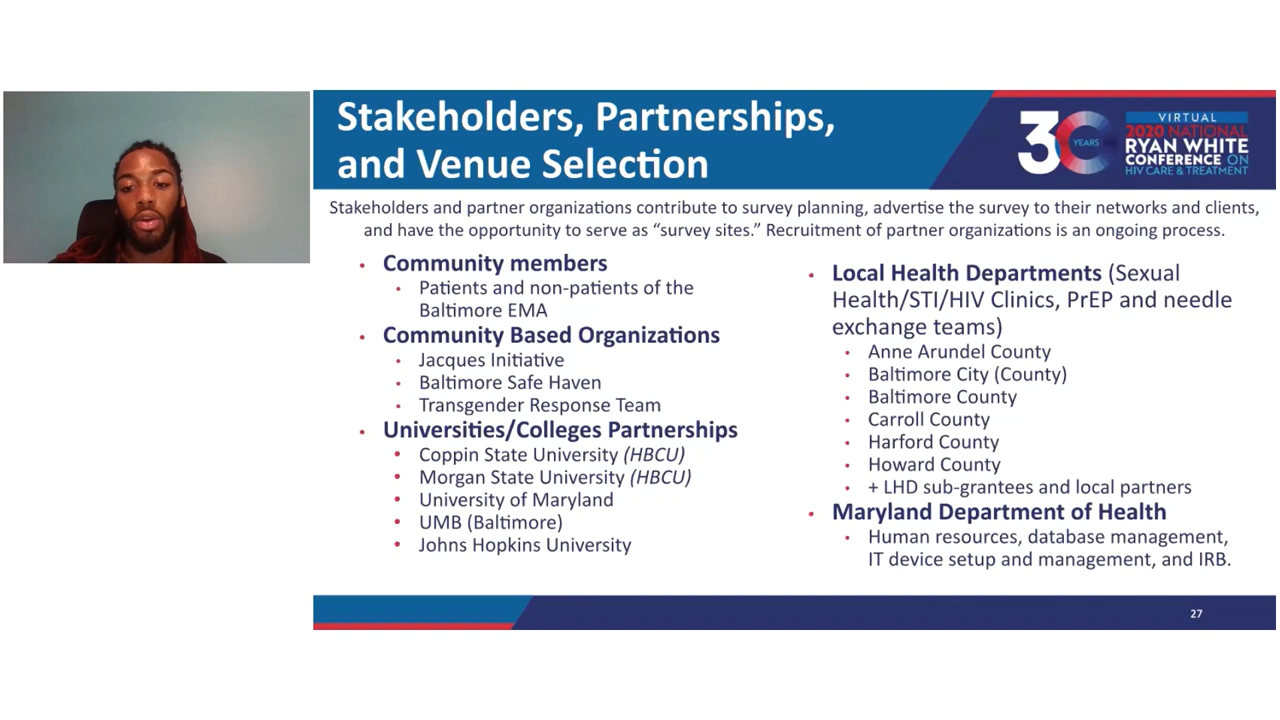 Stakeholders, Partnerships,
and Venue Selection
30
YEARS
VIRTUAL
2020 NATIONAL
RYAN WHITE
CONFERENCE ON
HIV CARE & TREATMENT
Stakeholders and partner organizations contribute to survey planning, advertise the survey to their networks and clients,
and have the opportunity to serve as “survey sites.” Recruitment of partner organizations is an ongoing process.
• Community members
• Patients and non-patients of the
Baltimore EMA
• Community Based Organizations
• Jacques Initiative
• Baltimore Safe Haven
• Transgender Response Team
• Universities/Colleges Partnerships
• Coppin State University (HBCU)
• Morgan State University (HBCU)
• University of Maryland
• UMB (Baltimore)
• Johns Hopkins University
• Local Health Departments (Sexual
Health/STI/HIV Clinics, PrEP and needle
exchange teams)
• Anne Arundel County
• Baltimore City (County)
• Baltimore County
• Carroll County
• Harford County
• Howard County
• + LHD sub-grantees and local partners
• Maryland Department of Health
• Human resources, database management,
IT device setup and management, and IRB.
27